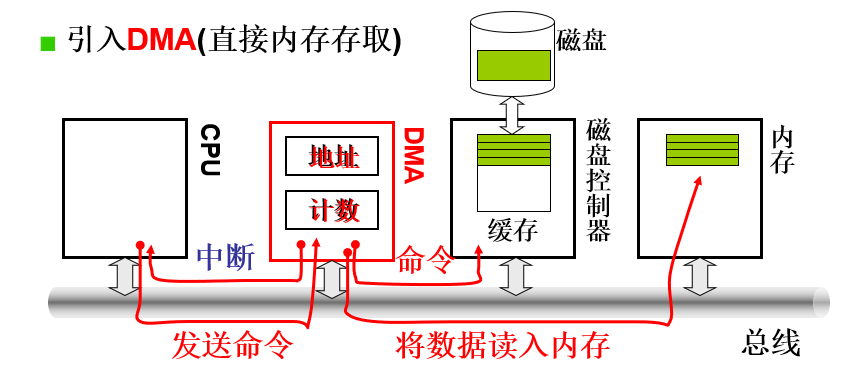 引入DMA(直接内存存取)
磁盘
CPU
DMA
地址
计数
磁盘控制器
缓存
内存
中断
命令
发送命令
将数据读入内存
总线